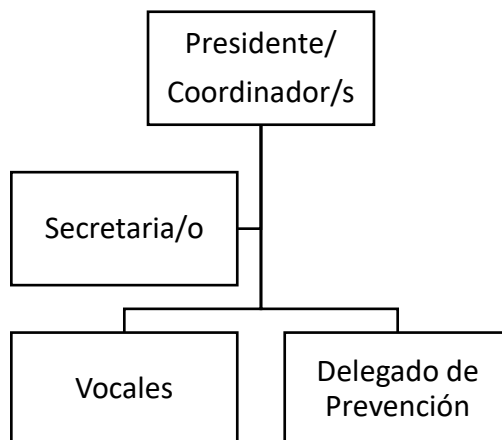 Presidente/
Coordinador/s
Secretaria/o
Vocales
Delegado de
Prevención